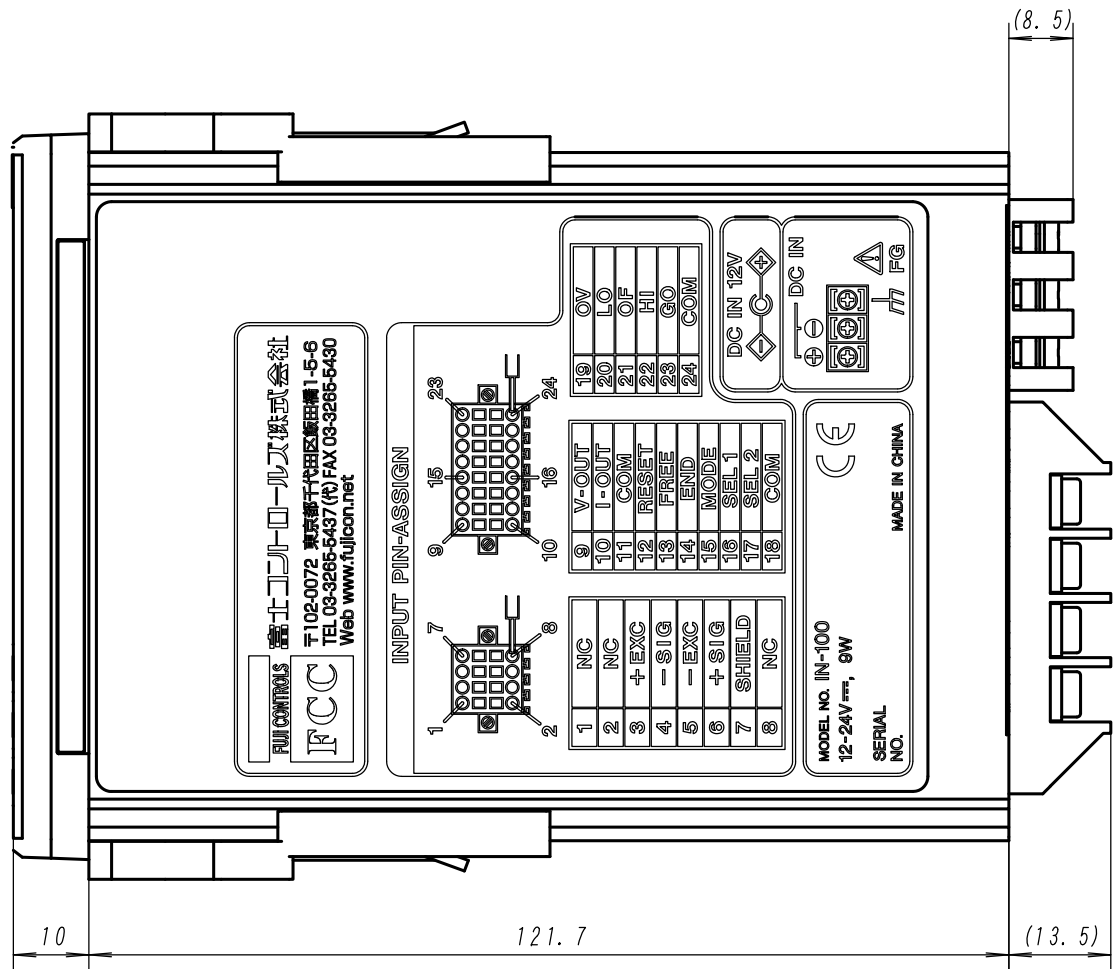 (8. 5)
FUJI CONTROLS
富士コントロールズ株式会社
FCC
〒102-0072 東京都千代田区飯田橋1-5-6
TEL 03-3265-5437(代) FAX 03-3265-5430
Web www.fujicon.net
INPUT PIN-ASSIGN
1 7
2 8
9 15 23
10 16 24
1 NC
2 NC
3 +EXC
4 -SIG
5 -EXC
6 +SIG
7 SHIELD
8 NC
9 V-OUT
10 I-OUT
11 COM
12 RESET
13 FREE
14 END
15 MODE
16 SEL 1
17 SEL 2
18 COM
19 OV
20 LO
21 OF
22 HI
23 GO
24 COM
DC IN 12V
DC IN
FG
MODEL NO. IN-100
12-24V⎓, 9W
SERIAL
NO.
CE
MADE IN CHINA
10
121. 7
(13. 5)